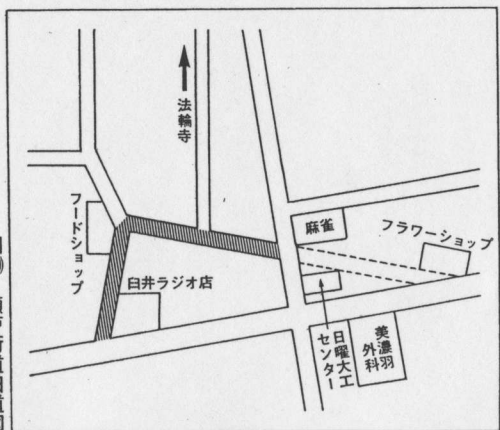 法輪寺
フードショップ
臼井ラジオ店
麻雀
フラワーショップ
日曜大工
センター
美濃羽
外科